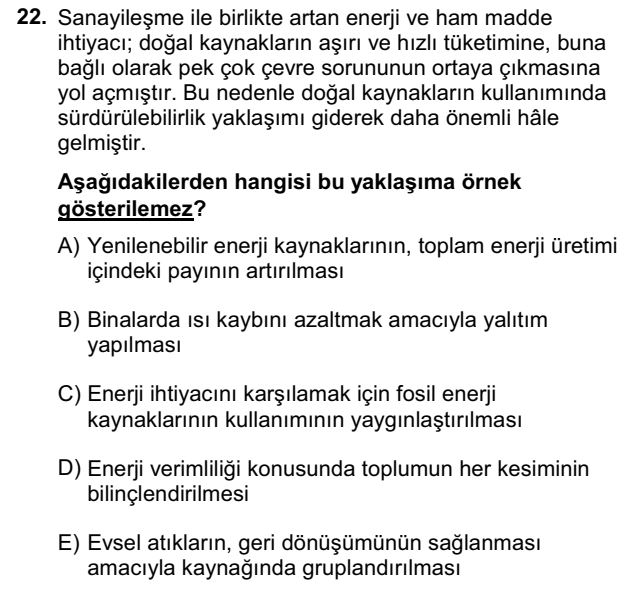 22. Sanayileşme ile birlikte artan enerji ve ham madde
ihtiyacı; doğal kaynakların aşırı ve hızlı tüketimine, buna
bağlı olarak pek çok çevre sorununun ortaya çıkmasına
yol açmıştır. Bu nedenle doğal kaynakların kullanımında
sürdürülebilirlik yaklaşımı giderek daha önemli hâle
gelmiştir.
Aşağıdakilerden hangisi bu yaklaşıma örnek
gösterilemez?
A) Yenilenebilir enerji kaynaklarının, toplam enerji üretimi
içindeki payının artırılması
B) Binalarda ısı kaybını azaltmak amacıyla yalıtım
yapılması
C) Enerji ihtiyacını karşılamak için fosil enerji
kaynaklarının kullanımının yaygınlaştırılması
D) Enerji verimliliği konusunda toplumun her kesiminin
bilinçlendirilmesi
E) Evsel atıkların, geri dönüşümünün sağlanması
amacıyla kaynağında gruplandırılması